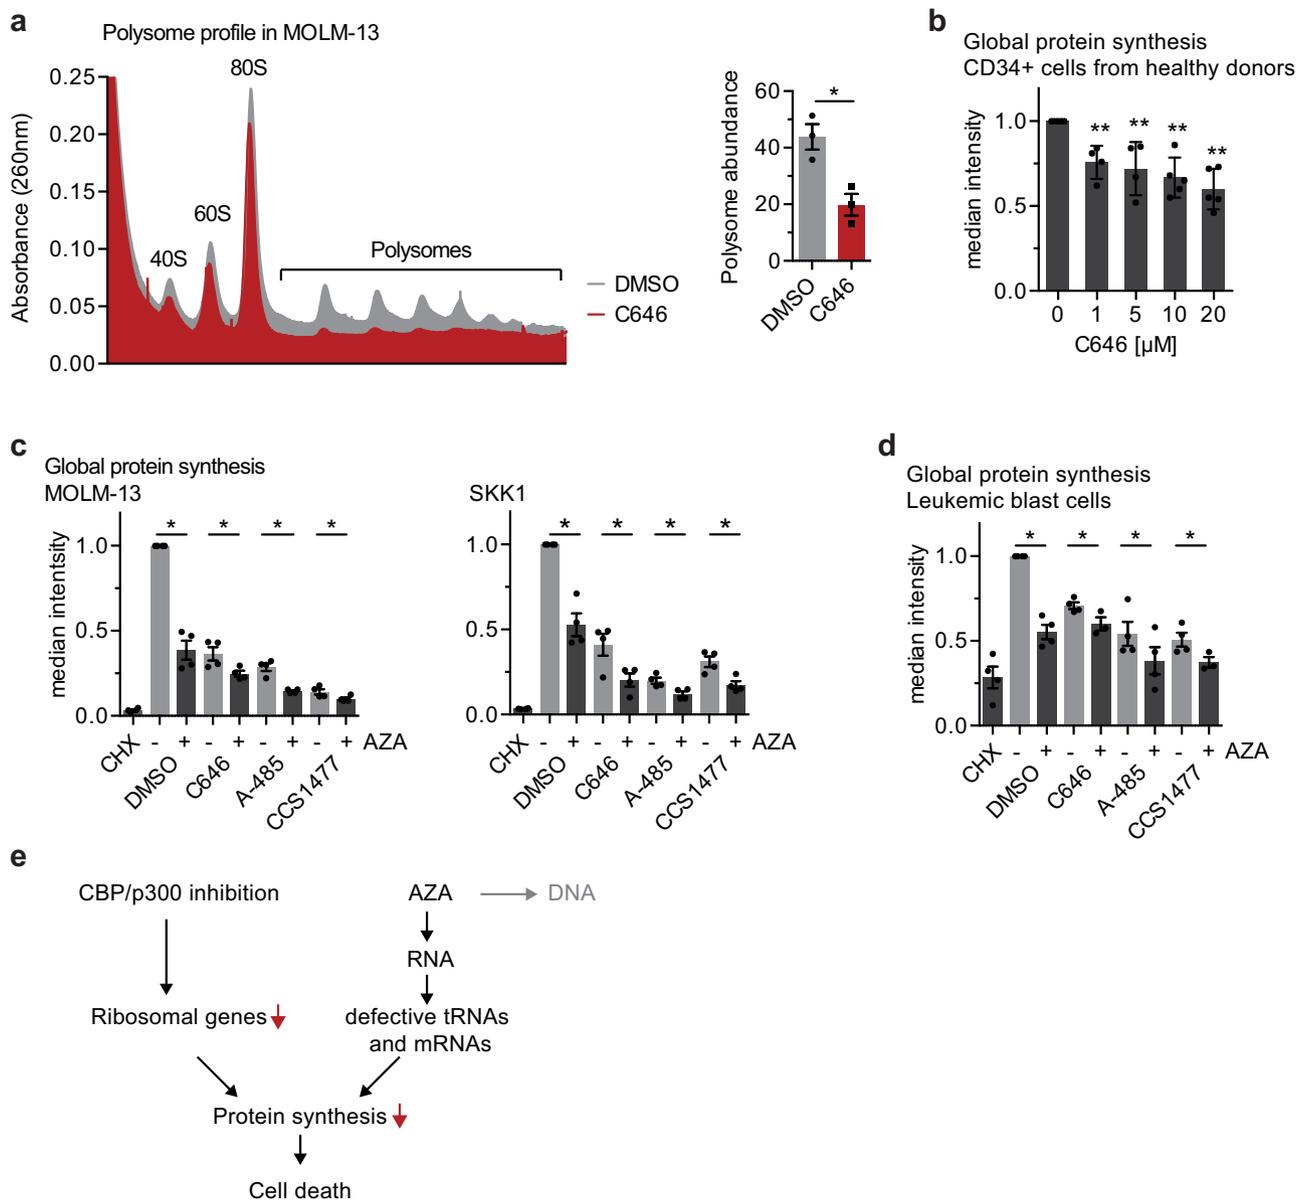 a
Polysome profile in MOLM-13
Absorbance (260nm)
0.25
0.20
0.15
0.10
0.05
0.00
40S
60S
80S
Polysomes
DMSO
C646
Polysome abundance
60
40
20
0
*
DMSO
C646
b
Global protein synthesis
CD34+ cells from healthy donors
median intensity
1.0
0.5
0.0
** ** ** **
0 1 5 10 20
C646 [µM]
c
Global protein synthesis
MOLM-13
median intentsity
1.0
0.5
0.0
* * * *
- + - + - + - + AZA
CHX
DMSO
C646
A-485
CCS1477
SKK1
1.0
0.5
0.0
* * * *
- + - + - + - + AZA
CHX
DMSO
C646
A-485
CCS1477
d
Global protein synthesis
Leukemic blast cells
median intensity
1.0
0.5
0.0
* * * *
- + - + - + - + AZA
CHX
DMSO
C646
A-485
CCS1477
e
CBP/p300 inhibition
AZA
DNA
RNA
Ribosomal genes
defective tRNAs
and mRNAs
Protein synthesis
Cell death